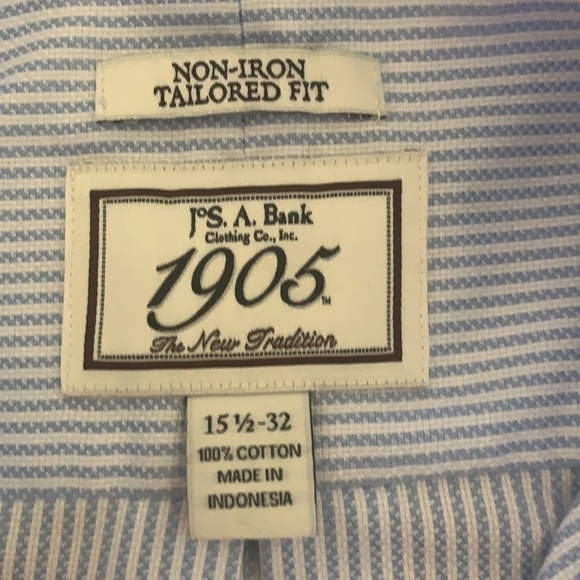 NON-IRON
TAILORED FIT
JoS. A. Bank
Clothing Co., Inc.
1905 TM
The New Tradition
15 ½-32
100% COTTON
MADE IN
INDONESIA